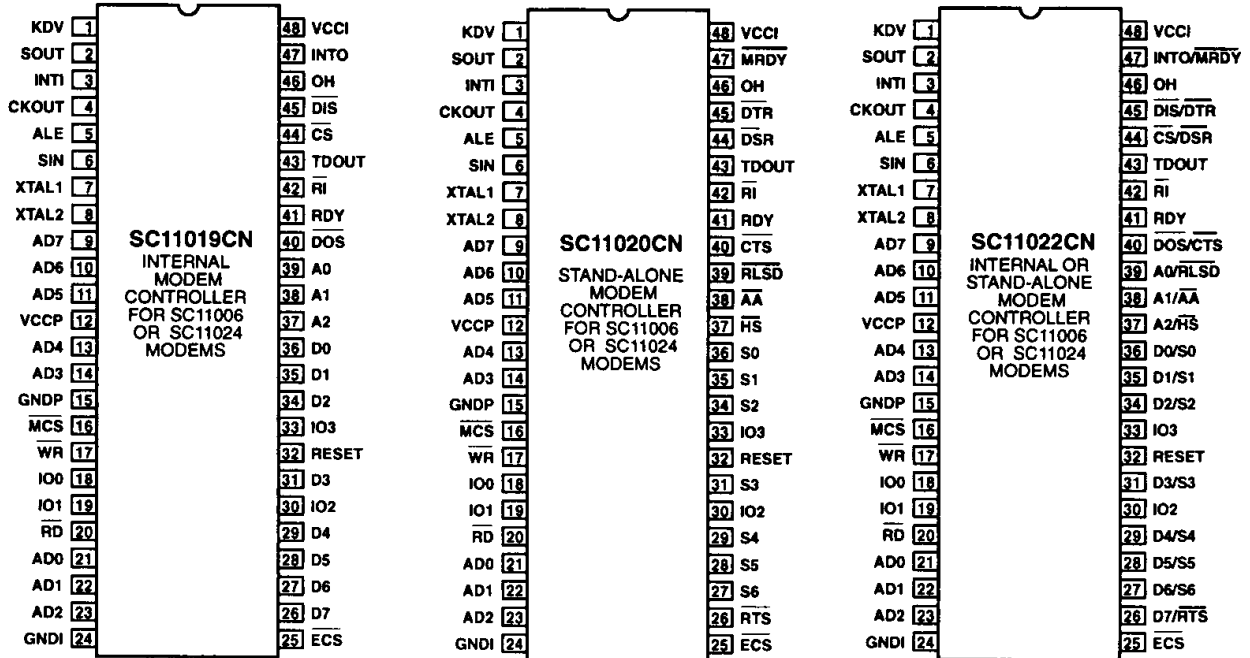 KDV 1 48 VCCI
SOUT 2 47 INTO
INTI 3 46 OH
CKOUT 4 45 DIS
ALE 5 44 CS
SIN 6 43 TDOUT
XTAL1 7 42 RI
XTAL2 8 41 RDY
AD7 9 40 DOS
AD6 10 39 A0
AD5 11 38 A1
VCCP 12 37 A2
AD4 13 36 D0
AD3 14 35 D1
GNDP 15 34 D2
MCS 16 33 IO3
WR 17 32 RESET
IO0 18 31 D3
IO1 19 30 IO2
RD 20 29 D4
AD0 21 28 D5
AD1 22 27 D6
AD2 23 26 D7
GNDI 24 25 ECS
SC11019CN
INTERNAL
MODEM
CONTROLLER
FOR SC11006
OR SC11024
MODEMS
KDV 1 48 VCCI
SOUT 2 47 MRDY
INTI 3 46 OH
CKOUT 4 45 DTR
ALE 5 44 DSR
SIN 6 43 TDOUT
XTAL1 7 42 RI
XTAL2 8 41 RDY
AD7 9 40 CTS
AD6 10 39 RLSD
AD5 11 38 AA
VCCP 12 37 HS
AD4 13 36 S0
AD3 14 35 S1
GNDP 15 34 S2
MCS 16 33 IO3
WR 17 32 RESET
IO0 18 31 S3
IO1 19 30 IO2
RD 20 29 S4
AD0 21 28 S5
AD1 22 27 S6
AD2 23 26 RTS
GNDI 24 25 ECS
SC11020CN
STAND-ALONE
MODEM
CONTROLLER
FOR SC11006
OR SC11024
MODEMS
KDV 1 48 VCCI
SOUT 2 47 INTO/MRDY
INTI 3 46 OH
CKOUT 4 45 DIS/DTR
ALE 5 44 CS/DSR
SIN 6 43 TDOUT
XTAL1 7 42 RI
XTAL2 8 41 RDY
AD7 9 40 DOS/CTS
AD6 10 39 A0/RLSD
AD5 11 38 A1/AA
VCCP 12 37 A2/HS
AD4 13 36 D0/S0
AD3 14 35 D1/S1
GNDP 15 34 D2/S2
MCS 16 33 IO3
WR 17 32 RESET
IO0 18 31 D3/S3
IO1 19 30 IO2
RD 20 29 D4/S4
AD0 21 28 D5/S5
AD1 22 27 D6/S6
AD2 23 26 D7/RTS
GNDI 24 25 ECS
SC11022CN
INTERNAL OR
STAND-ALONE
MODEM
CONTROLLER
FOR SC11006
OR SC11024
MODEMS